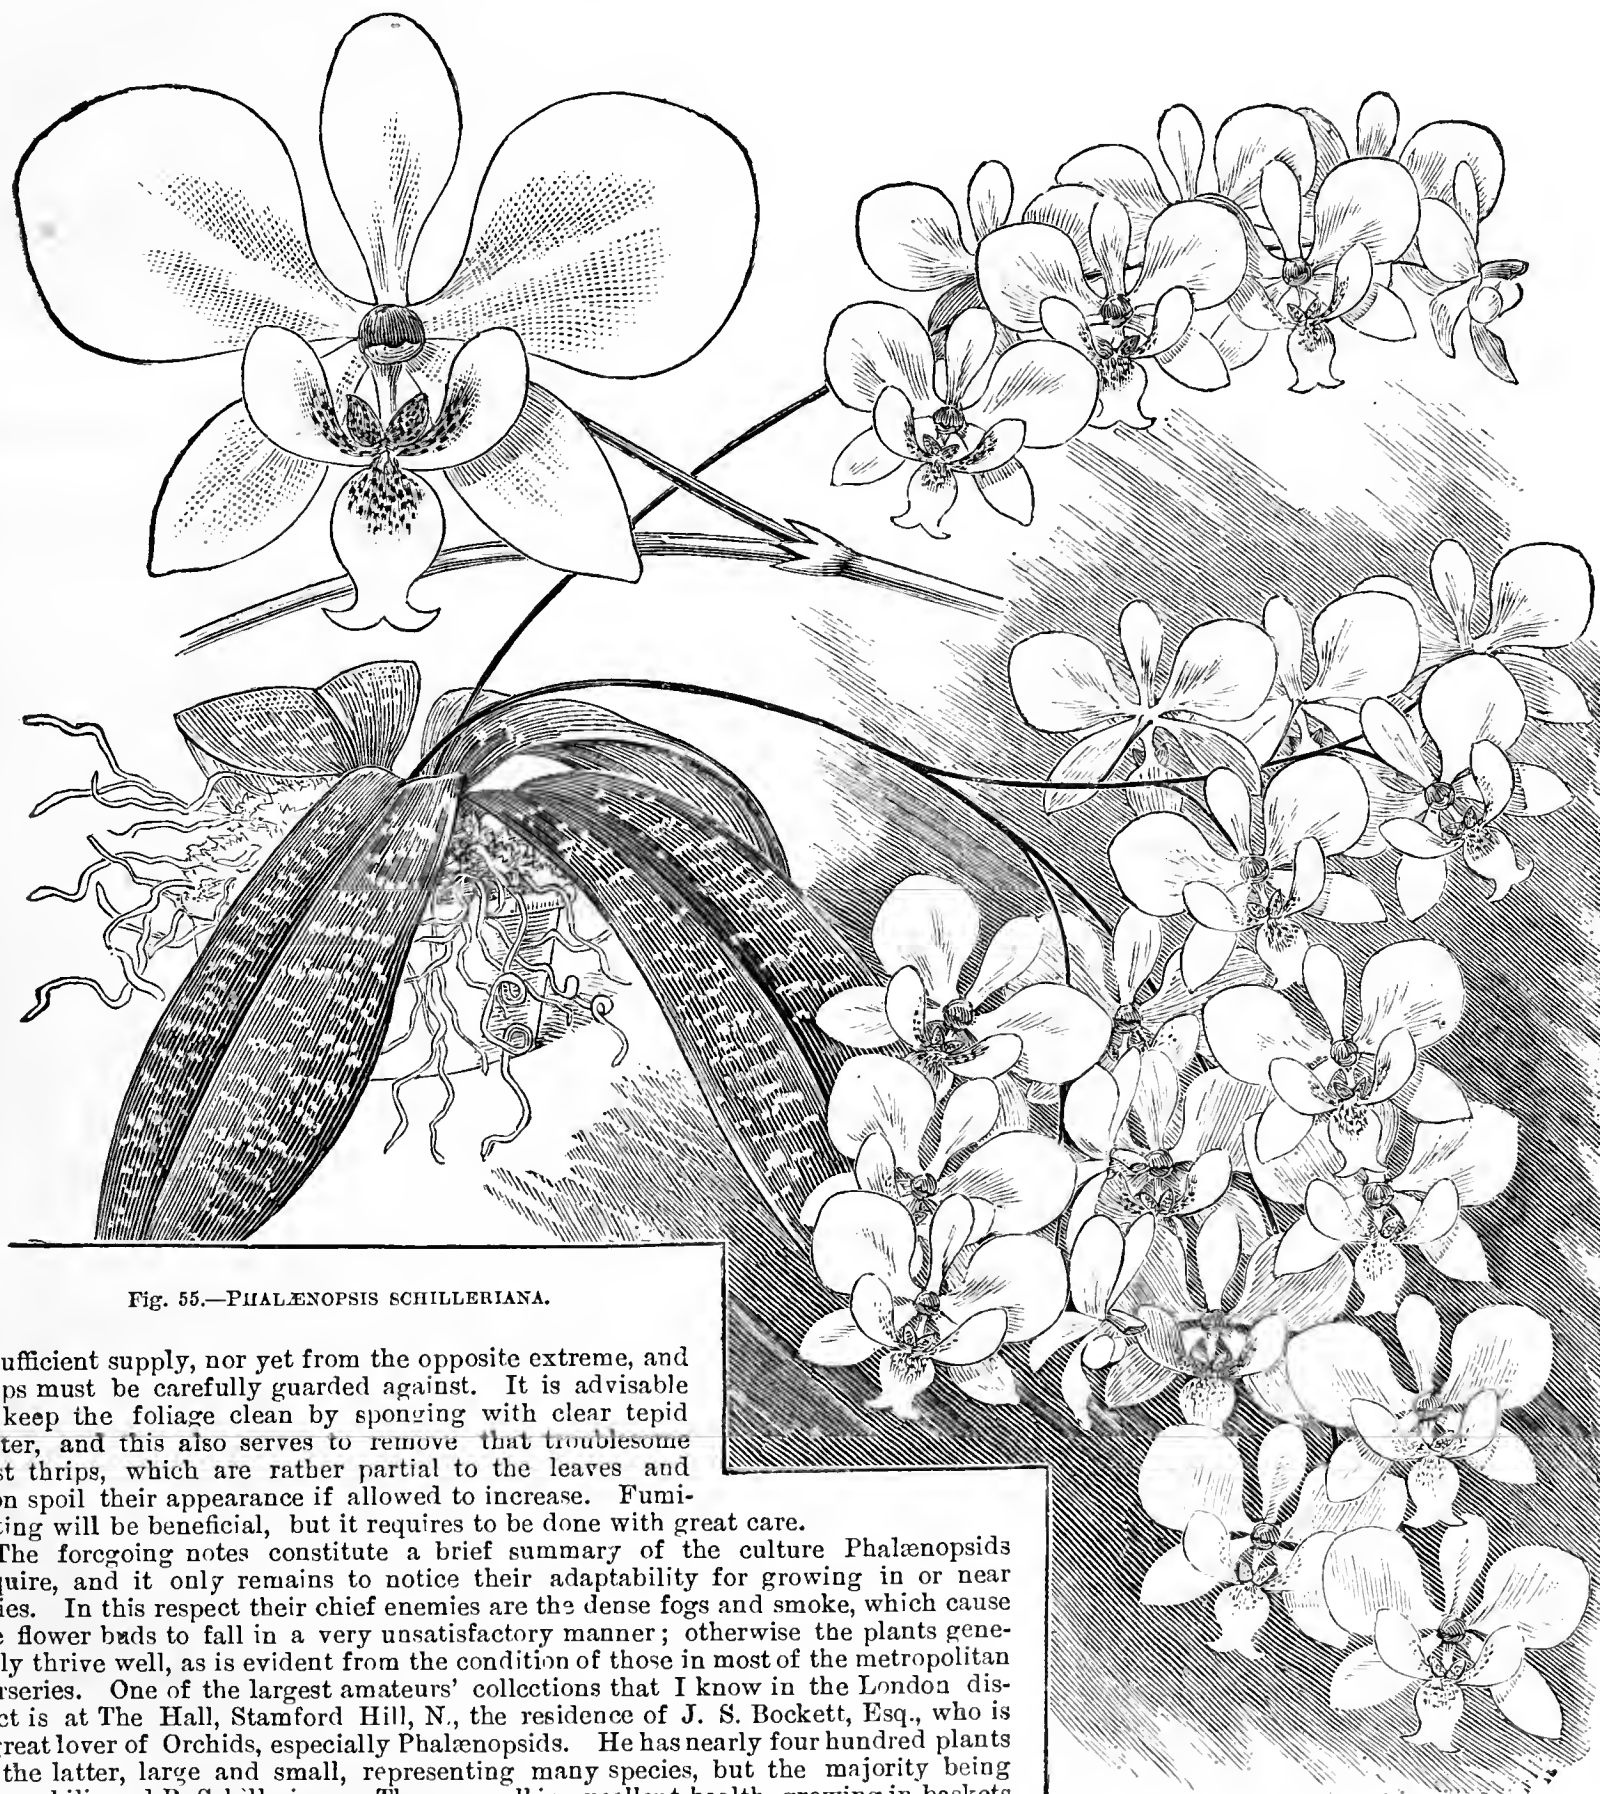 Fig. 55.—PHALÆNOPSIS SCHILLERIANA.
ufficient supply, nor yet from the opposite extreme, and
ps must be carefully guarded against. It is advisable
keep the foliage clean by sponging with clear tepid
ter, and this also serves to remove that troublesome
st thrips, which are rather partial to the leaves and
on spoil their appearance if allowed to increase. Fumi-
ting will be beneficial, but it requires to be done with great care.
The foregoing notes constitute a brief summary of the culture Phalænopsids
quire, and it only remains to notice their adaptability for growing in or near
ies. In this respect their chief enemies are the dense fogs and smoke, which cause
e flower buds to fall in a very unsatisfactory manner; otherwise the plants gene-
ly thrive well, as is evident from the condition of those in most of the metropolitan
rseries. One of the largest amateurs' collections that I know in the London dis-
ct is at The Hall, Stamford Hill, N., the residence of J. S. Bockett, Esq., who is
great lover of Orchids, especially Phalænopsids. He has nearly four hundred plants
the latter, large and small, representing many species, but the majority being